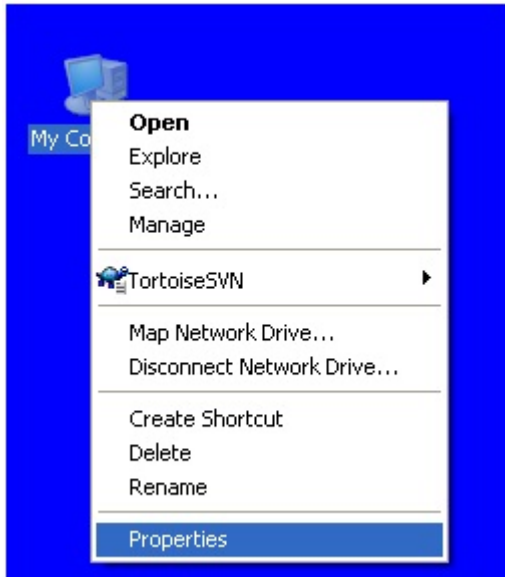 My Co
Open
Explore
Search...
Manage
TortoiseSVN
Map Network Drive...
Disconnect Network Drive...
Create Shortcut
Delete
Rename
Properties